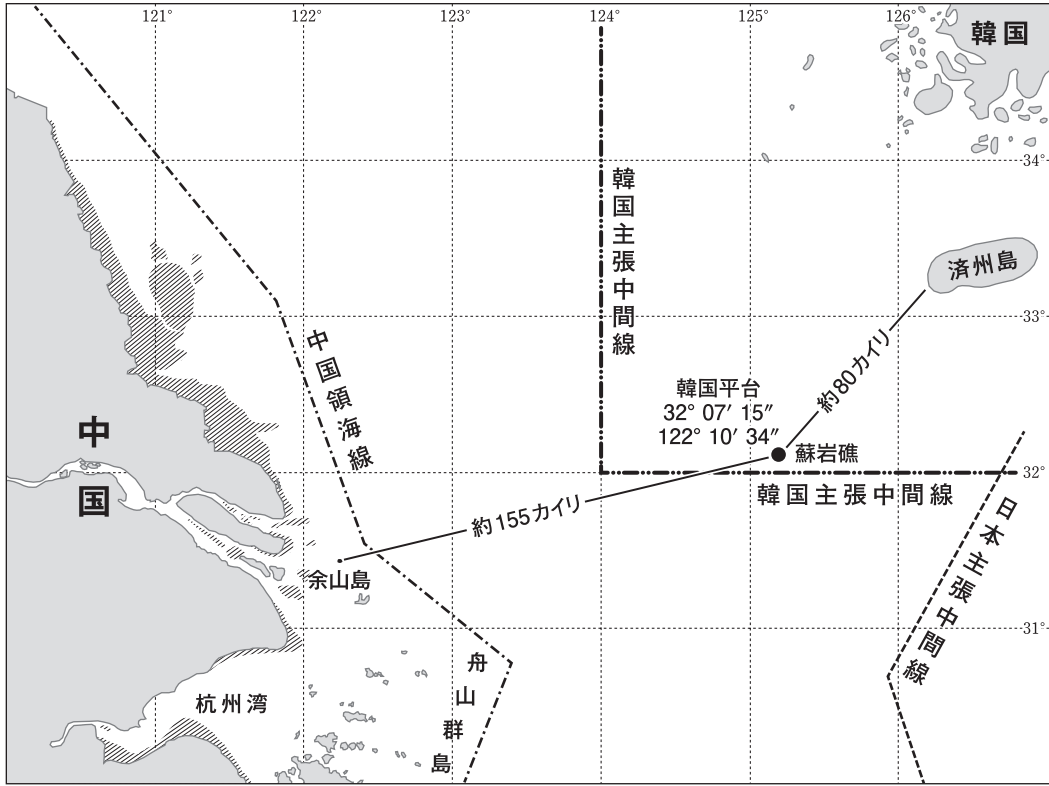 121°
122°
123°
124°
125°
126°
韓国
34°
韓国主張中間線
済州島
33°
中国領海線
約80カイリ
韓国平台
32° 07′ 15″
122° 10′ 34″
蘇岩礁
中国
32°
韓国主張中間線
約155カイリ
日本主張中間線
余山島
31°
舟山群島
杭州湾